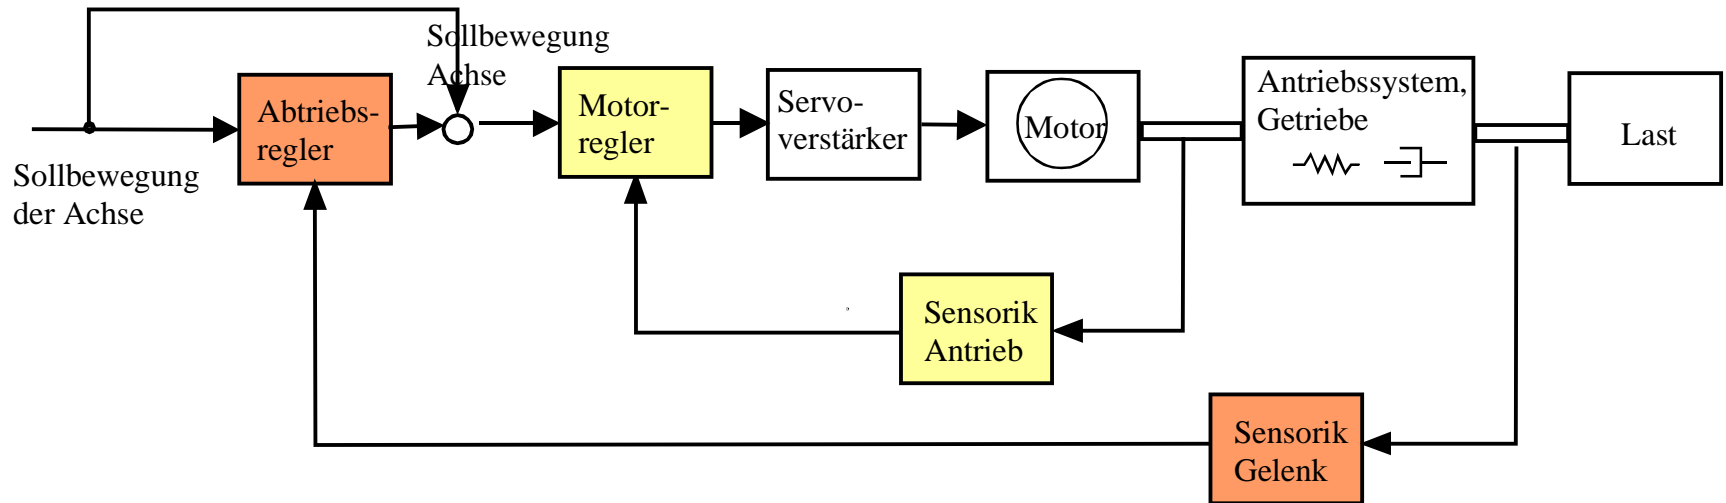 Sollbewegung
Achse
Abtriebs-
regler
Sollbewegung
der Achse
Motor-
regler
Servo-
verstärker
Motor
Antriebssystem,
Getriebe
Last
Sensorik
Antrieb
Sensorik
Gelenk